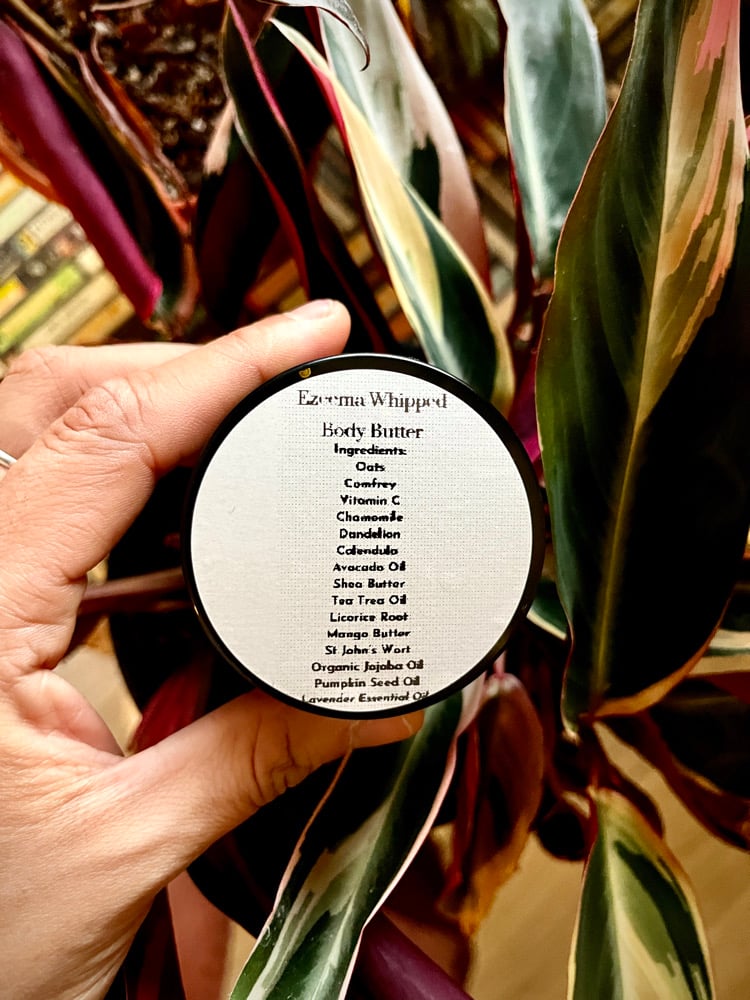 Ezcema Whipped
Body Butter
Ingredients:
Oats
Comfrey
Vitamin C
Chamomile
Dandelion
Calendula
Avocado Oil
Shea Butter
Tea Tree Oil
Licorice Root
Mango Butter
St John's Wort
Organic Jojoba Oil
Pumpkin Seed Oil
Lavender Essential Oil